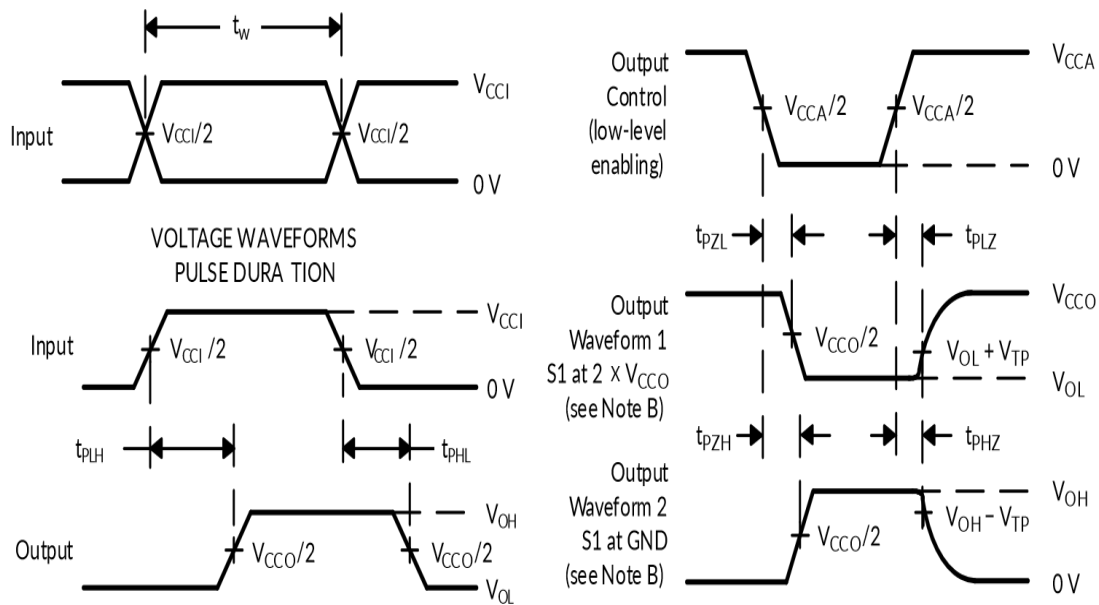 t_w
V_CCI
Input
V_CCI/2
V_CCI/2
0 V
VOLTAGE WAVEFORMS
PULSE DURA TION
V_CCI
Input
V_CCI /2
V_CCI /2
0 V
t_PLH
t_PHL
V_OH
Output
V_CCO/2
V_CCO/2
V_OL
Output
Control
(low-level
enabling)
V_CCA
V_CCA/2
V_CCA/2
0 V
t_PZL
t_PLZ
Output
Waveform 1
S1 at 2 X V_CCO
(see Note B)
V_CCO
V_CCO/2
V_OL + V_TP
V_OL
t_PZH
t_PHZ
Output
Waveform 2
S1 at GND
(see Note B)
V_OH
V_OH – V_TP
V_CCO/2
0 V